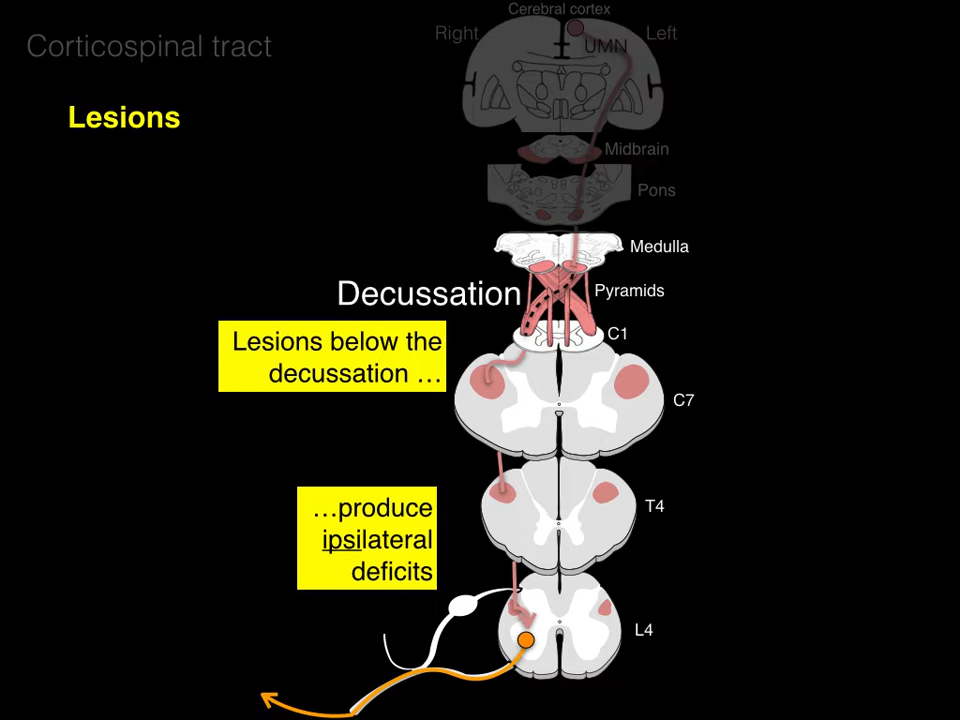 Cerebral cortex
Right
Left
Corticospinal tract
UMN
Lesions
Midbrain
Pons
Medulla
Decussation
Pyramids
C1
Lesions below the
decussation …
C7
…produce
ipsilateral
deficits
T4
L4